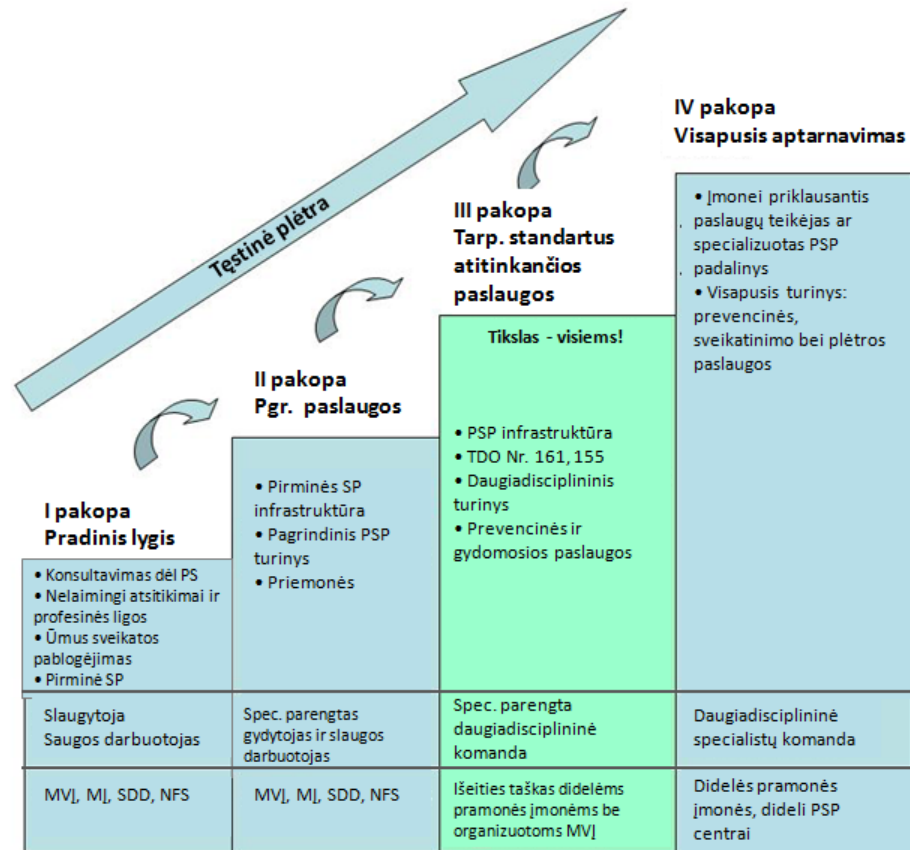 Tęstinė plėtra
I pakopa
Pradinis lygis
• Konsultavimas dėl PS
• Nelaimingi atsitikimai ir
profesinės ligos
• Ūmus sveikatos
pablogėjimas
• Pirminė SP
Slaugytoja
Saugos darbuotojas
MVĮ, MĮ, SDD, NFS
II pakopa
Pgr. paslaugos
• Pirminės SP
infrastruktūra
• Pagrindinis PSP
turinys
• Priemonės
Spec. parengtas
gydytojas ir slaugos
darbuotojas
MVĮ, MĮ, SDD, NFS
III pakopa
Tarp. standartus
atitinkančios
paslaugos
Tikslas - visiems!
• PSP infrastruktūra
• TDO Nr. 161, 155
• Daugiadisciplininis
turinys
• Prevencinės ir
gydomosios paslaugos
Spec. parengta
daugiadisciplininė
komanda
Išeities taškas didelėms
pramonės įmonėms be
organizuotoms MVĮ
IV pakopa
Visapusis aptarnavimas
• Įmonei priklausantis
paslaugų teikėjas ar
specializuotas PSP
padalinys
• Visapusis turinys:
prevencinės,
sveikatinimo bei plėtros
paslaugos
Daugiadisciplininė
specialistų komanda
Didelės pramonės
įmonės, dideli PSP
centrai